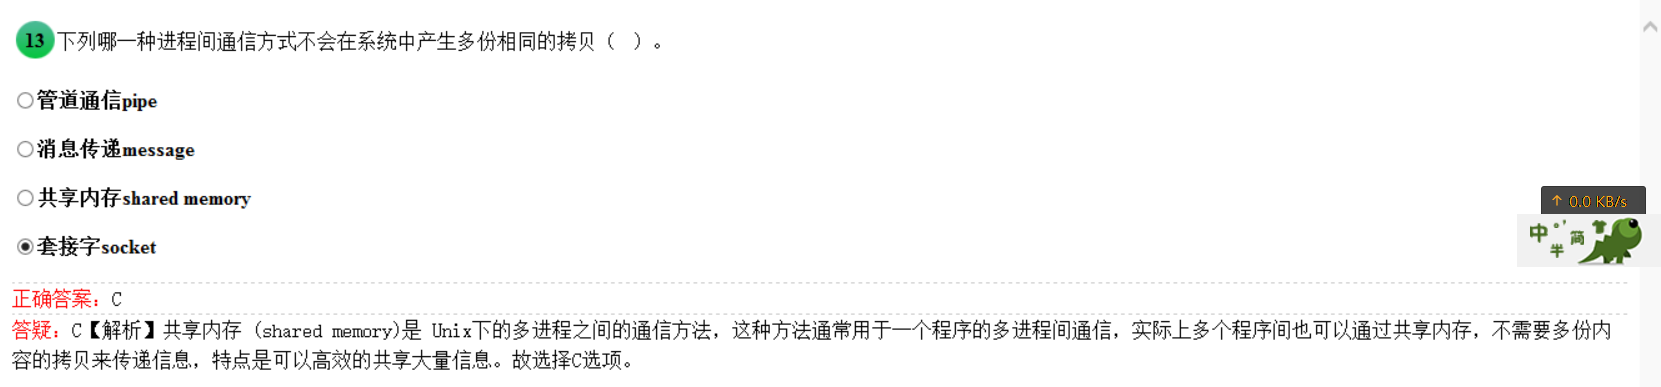 13 下列哪一种进程间通信方式不会在系统中产生多份相同的拷贝（ ）。
管道通信pipe
消息传递message
共享内存shared memory
↑ 0.0 KB/s
中 °’ 简
半
套接字socket
正确答案：C
答疑：C【解析】共享内存 (shared memory)是 Unix下的多进程之间的通信方法，这种方法通常用于一个程序的多进程间通信，实际上多个程序间也可以通过共享内存，不需要多份内
容的拷贝来传递信息，特点是可以高效的共享大量信息。故选择C选项。